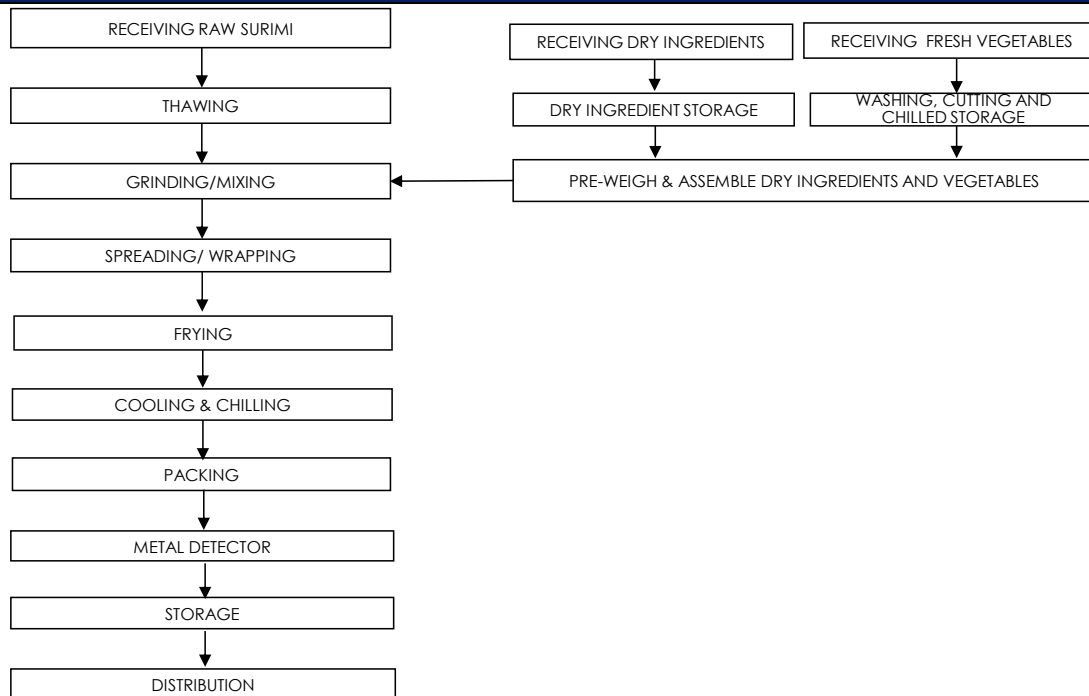 RECEIVING RAW SURIMI
THAWING
GRINDING/MIXING
SPREADING/ WRAPPING
FRYING
COOLING & CHILLING
PACKING
METAL DETECTOR
STORAGE
DISTRIBUTION
RECEIVING DRY INGREDIENTS
DRY INGREDIENT STORAGE
RECEIVING FRESH VEGETABLES
WASHING, CUTTING AND
CHILLED STORAGE
PRE-WEIGH & ASSEMBLE DRY INGREDIENTS AND VEGETABLES